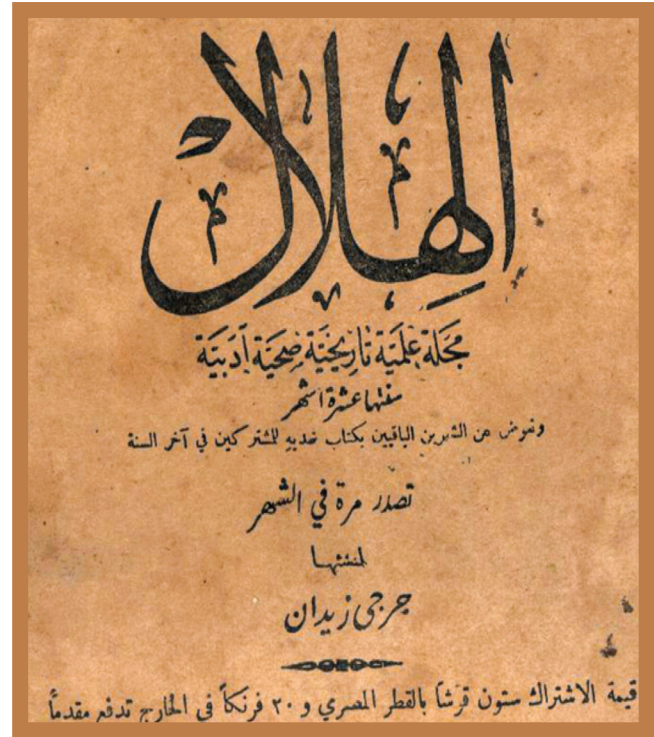 الهلال
مجلة علمية تاريخية صحية أدبية
سنتها عشرة أشهر
ونعوض عن الشهرين الباقيين بكتاب نهديه للمشتركين في آخر السنة
تصدر مرة في الشهر
لمنشئها
جرجي زيدان
قيمة الاشتراك ستون قرشاً بالقطر المصري و ٢٠ فرنكاً في الخارج تدفع مقدماً